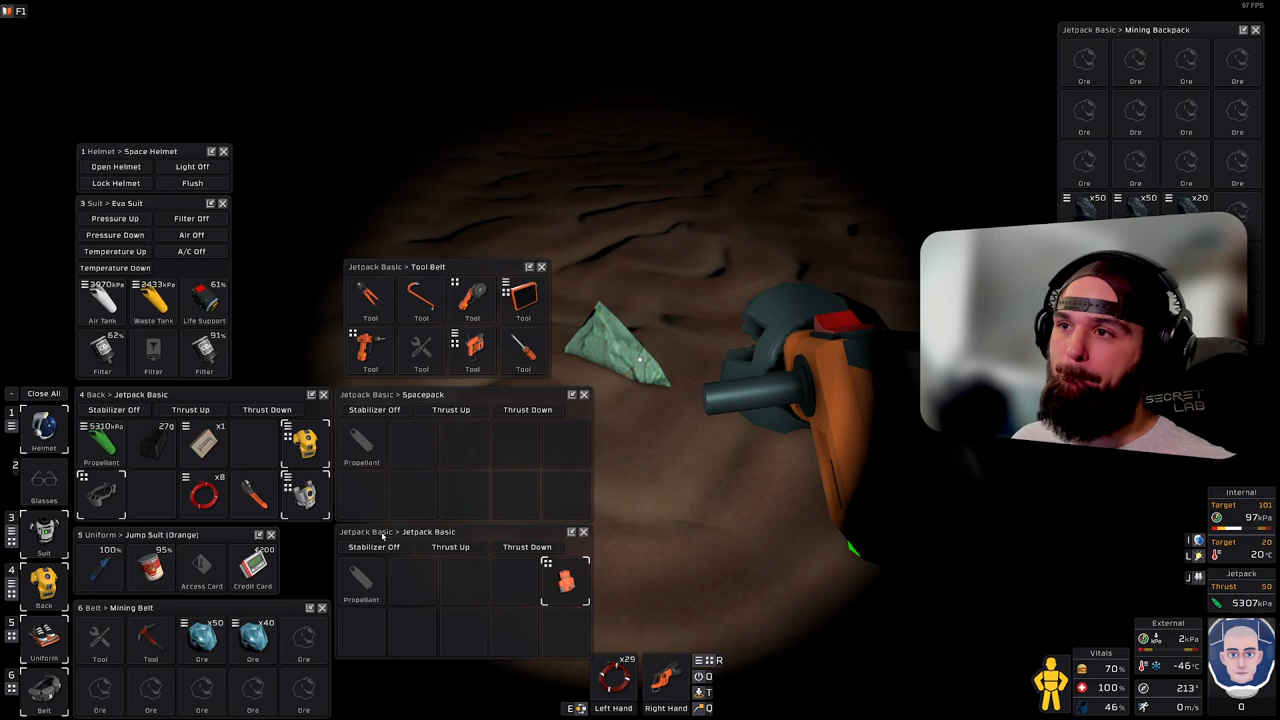 F1
97 FPS
Jetpack Basic > Mining Backpack
Ore Ore Ore Ore
Ore Ore Ore Ore
Ore Ore Ore Ore
x50 x50 x20
1 Helmet > Space Helmet
Open Helmet Light Off
Lock Helmet Flush
3 Suit > Eva Suit
Pressure Up Filter Off
Pressure Down Air Off
Temperature Up A/C Off
Temperature Down
3970kPa 2433kPa 61%
Air Tank Waste Tank Life Support
62% 91%
Filter Filter Filter
Jetpack Basic > Tool Belt
Tool Tool Tool Tool
Tool Tool Tool Tool
Close All
4 Back > Jetpack Basic
Stabilizer Off Thrust Up Thrust Down
5310kPa 27g x1
Propellant
x8
Jetpack Basic > Spacepack
Stabilizer Off Thrust Up Thrust Down
Propellant
Jetpack Basic > Jetpack Basic
Stabilizer Off Thrust Up Thrust Down
Propellant
5 Uniform > Jump Suit (Orange)
100% 95% €200
Access Card Credit Card
6 Belt > Mining Belt
x50 x40
Tool Tool Ore Ore Ore
Ore Ore Ore Ore Ore
1
Helmet
2
Glasses
3
Suit
4
Back
5
Uniform
6
Belt
x29
E Left Hand
Right Hand
R
O
T
Q
SECRET
LAB
Internal
Target 101
97kPa
Target 20
20°C
I
L
J
Jetpack
Thrust 50
5307kPa
External
kPa 2kPa
-46°C
213°
0m/s
Vitals
70%
100%
46%
0